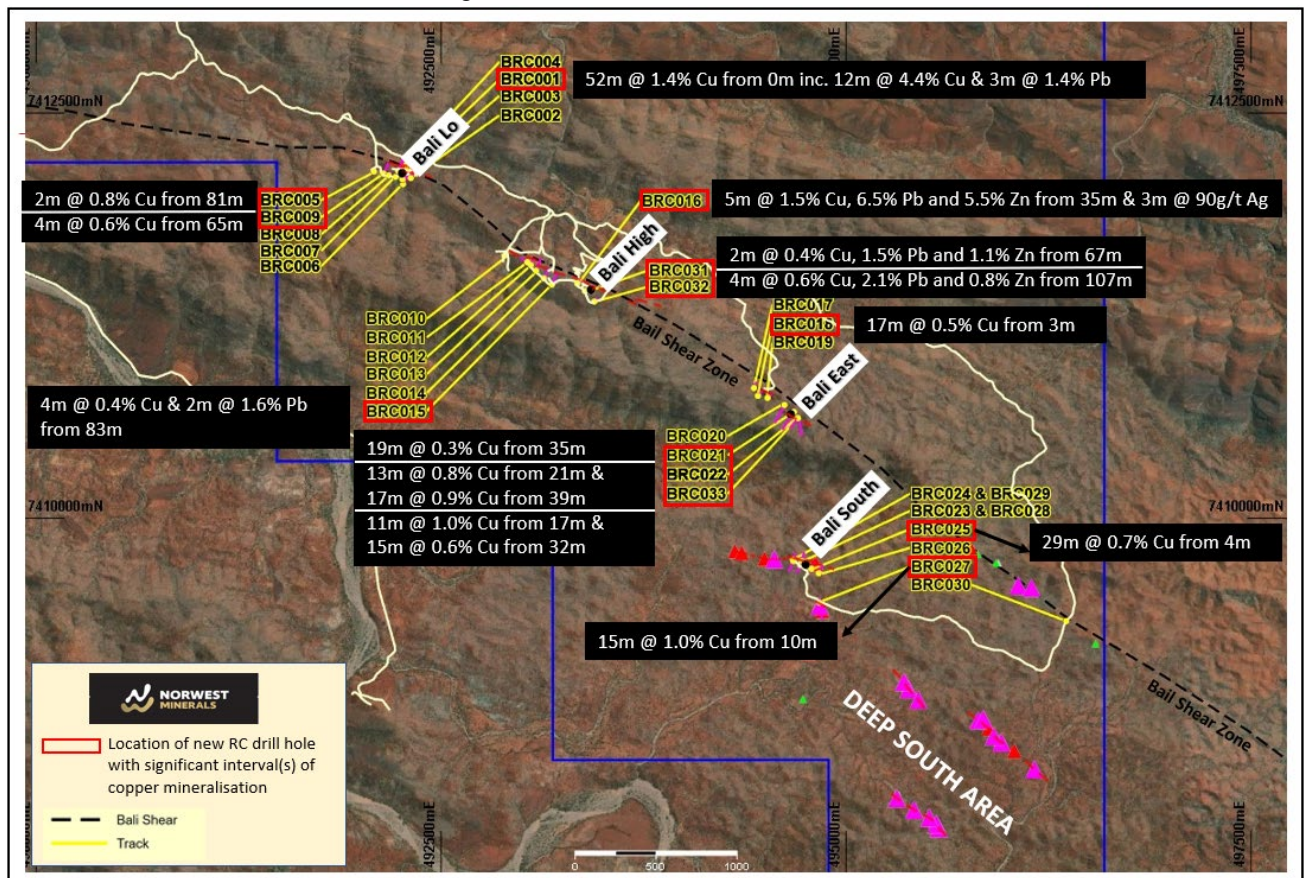 492500mE
495000mE
497500mE
7412500mN
7412500mN
BRC004
BRC001
BRC003
BRC002
52m @ 1.4% Cu from 0m inc. 12m @ 4.4% Cu & 3m @ 1.4% Pb
Bali Lo
2m @ 0.8% Cu from 81m
4m @ 0.6% Cu from 65m
BRC005
BRC009
BRC008
BRC007
BRC006
BRC016
5m @ 1.5% Cu, 6.5% Pb and 5.5% Zn from 35m & 3m @ 90g/t Ag
Bali High
BRC031
BRC032
2m @ 0.4% Cu, 1.5% Pb and 1.1% Zn from 67m
4m @ 0.6% Cu, 2.1% Pb and 0.8% Zn from 107m
BRC017
BRC018
BRC019
17m @ 0.5% Cu from 3m
Bail Shear Zone
Bali East
BRC010
BRC011
BRC012
BRC013
BRC014
BRC015
4m @ 0.4% Cu & 2m @ 1.6% Pb
from 83m
19m @ 0.3% Cu from 35m
13m @ 0.8% Cu from 21m &
17m @ 0.9% Cu from 39m
11m @ 1.0% Cu from 17m &
15m @ 0.6% Cu from 32m
BRC020
BRC021
BRC022
BRC033
Bali South
7410000mN
BRC024 & BRC029
BRC023 & BRC028
BRC025
BRC026
BRC027
BRC030
29m @ 0.7% Cu from 4m
15m @ 1.0% Cu from 10m
DEEP SOUTH AREA
Bail Shear Zone
NORWEST
MINERALS
Location of new RC drill hole
with significant interval(s) of
copper mineralisation
Bali Shear
Track
492500mE
495000mE
497500mE
0
500
1000